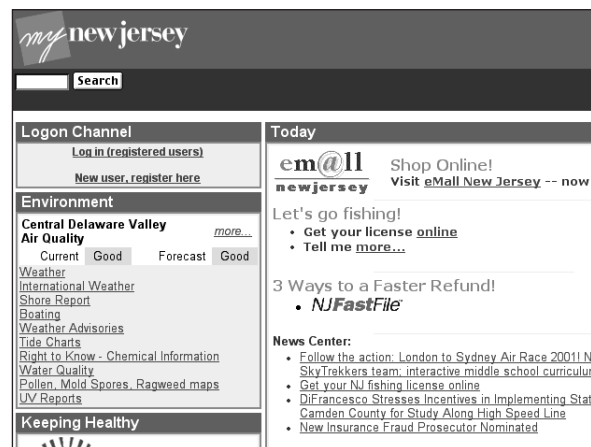 my new jersey
Search
Logon Channel
Log in (registered users)
New user, register here
Environment
Central Delaware Valley
Air Quality
more...
Current Good Forecast Good
Weather
International Weather
Shore Report
Boating
Weather Advisories
Tide Charts
Right to Know - Chemical Information
Water Quality
Pollen, Mold Spores, Ragweed maps
UV Reports
Keeping Healthy
Today
em@ll
newjersey
Shop Online!
Visit eMall New Jersey -- now
Let's go fishing!
• Get your license online
• Tell me more...
3 Ways to a Faster Refund!
• NJFastFile
News Center:
• Follow the action: London to Sydney Air Race 2001! N
SkyTrekkers team; interactive middle school curriculu
• Get your NJ fishing license online
• DiFrancesco Stresses Incentives in Implementing Stat
Camden County for Study Along High Speed Line
• New Insurance Fraud Prosecutor Nominated